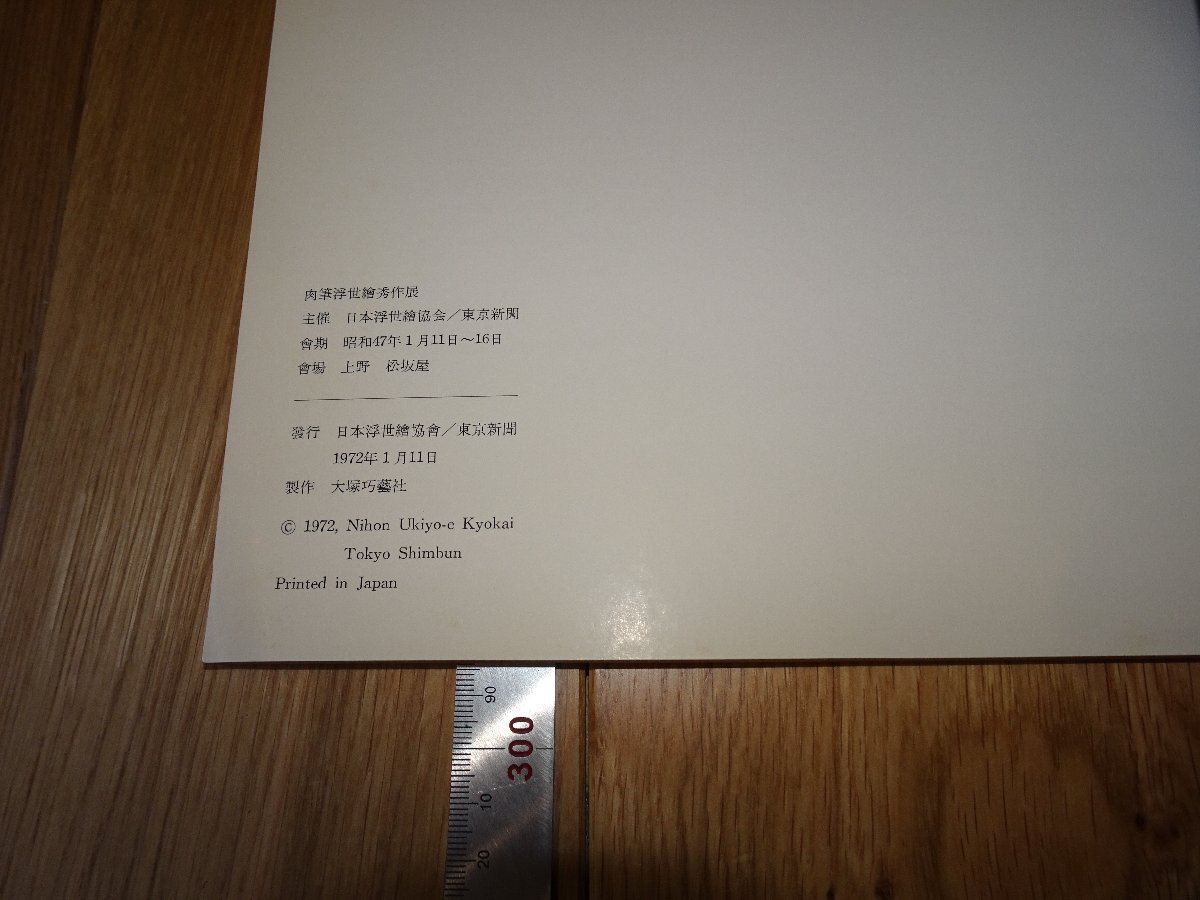 肉筆浮世繪秀作展
主催 日本浮世繪協会／東京新聞
會期 昭和47年1月11日～16日
會場 上野 松坂屋
發行 日本浮世繪協會／東京新聞
1972年1月11日
製作 大塚巧藝社
© 1972, Nihon Ukiyo-e Kyokai
Tokyo Shimbun
Printed in Japan
90
300
10
20